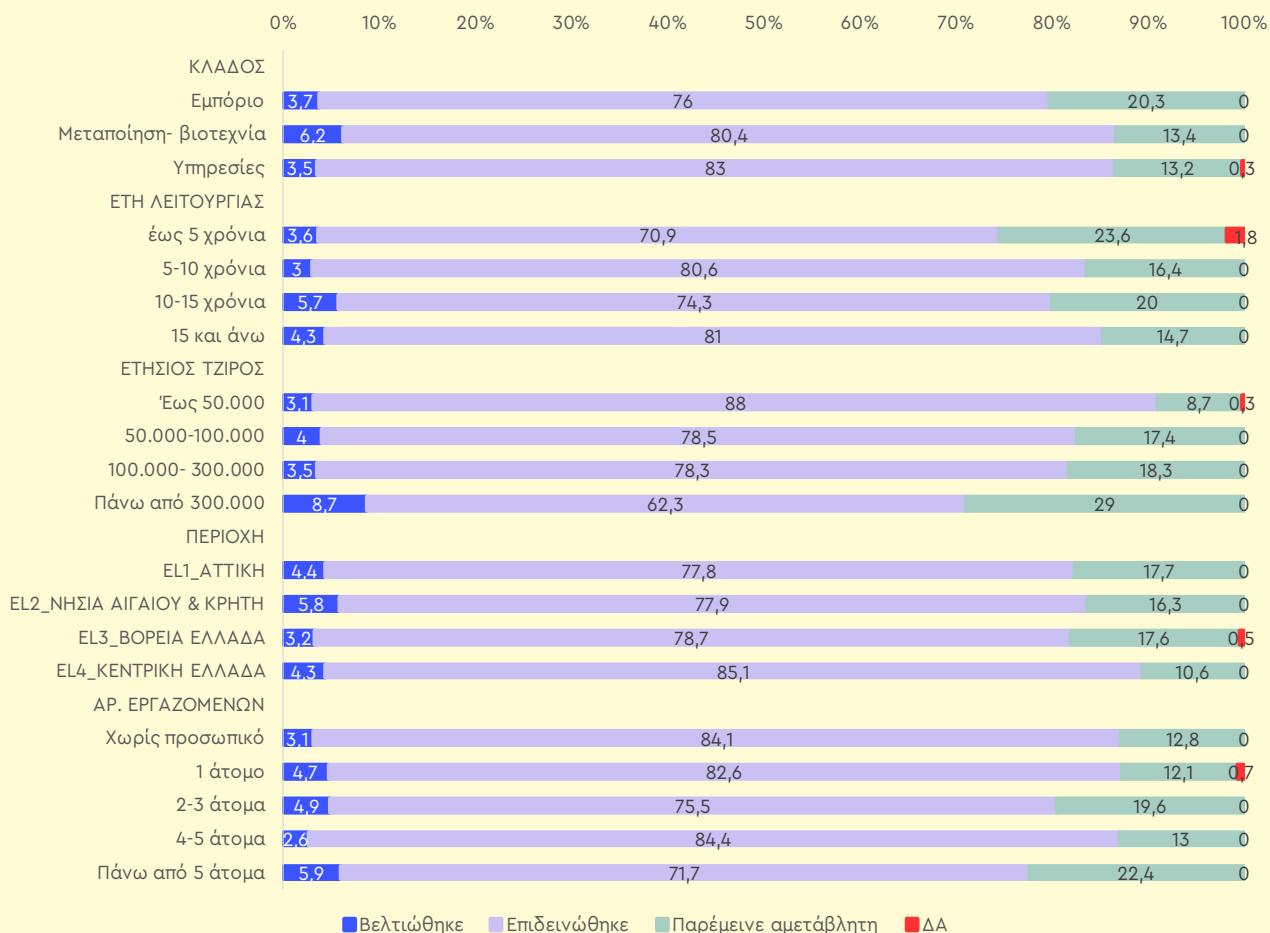 0% 10% 20% 30% 40% 50% 60% 70% 80% 90% 100%
ΚΛΑΔΟΣ
Εμπόριο 3,7 76 20,3 0
Μεταποίηση- βιοτεχνία 6,2 80,4 13,4 0
Υπηρεσίες 3,5 83 13,2 0,3
ΕΤΗ ΛΕΙΤΟΥΡΓΙΑΣ
έως 5 χρόνια 3,6 70,9 23,6 1,8
5-10 χρόνια 3 80,6 16,4 0
10-15 χρόνια 5,7 74,3 20 0
15 και άνω 4,3 81 14,7 0
ΕΤΗΣΙΟΣ ΤΖΙΡΟΣ
Έως 50.000 3,1 88 8,7 0,3
50.000-100.000 4 78,5 17,4 0
100.000- 300.000 3,5 78,3 18,3 0
Πάνω από 300.000 8,7 62,3 29 0
ΠΕΡΙΟΧΗ
EL1_ΑΤΤΙΚΗ 4,4 77,8 17,7 0
EL2_ΝΗΣΙΑ ΑΙΓΑΙΟΥ & ΚΡΗΤΗ 5,8 77,9 16,3 0
EL3_ΒΟΡΕΙΑ ΕΛΛΑΔΑ 3,2 78,7 17,6 0,5
EL4_ΚΕΝΤΡΙΚΗ ΕΛΛΑΔΑ 4,3 85,1 10,6 0
ΑΡ. ΕΡΓΑΖΟΜΕΝΩΝ
Χωρίς προσωπικό 3,1 84,1 12,8 0
1 άτομο 4,7 82,6 12,1 0,7
2-3 άτομα 4,9 75,5 19,6 0
4-5 άτομα 2,6 84,4 13 0
Πάνω από 5 άτομα 5,9 71,7 22,4 0
Βελτιώθηκε Επιδεινώθηκε Παρέμεινε αμετάβλητη ΔΑ